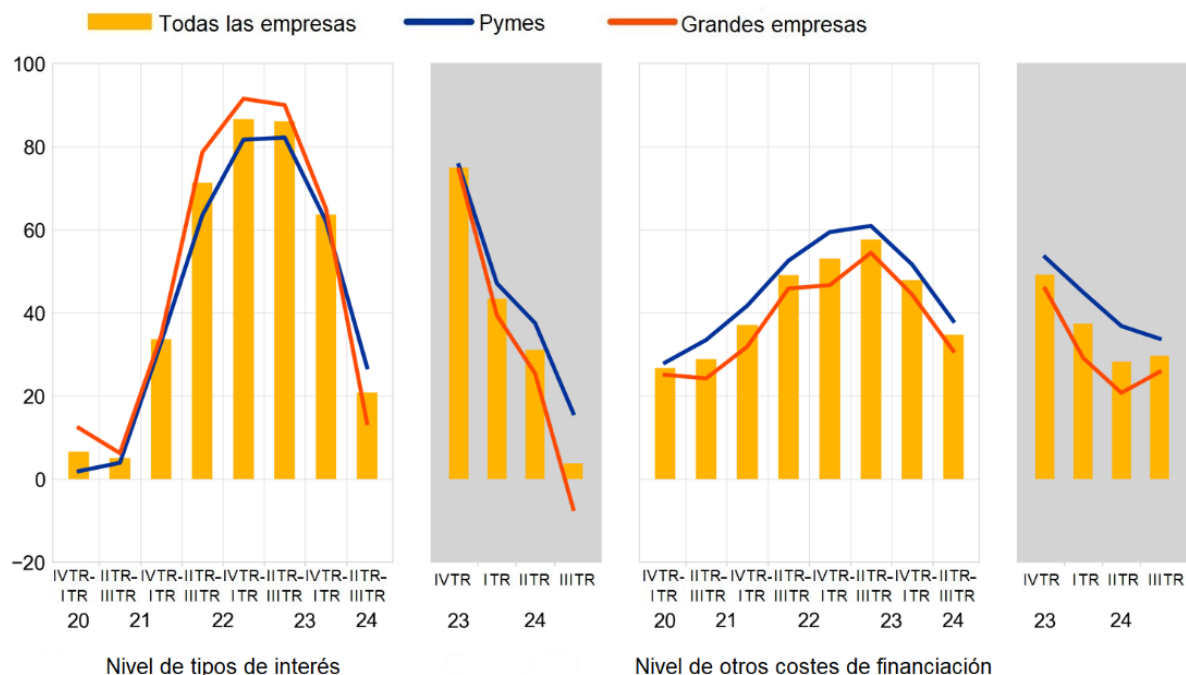 Todas las empresas Pymes Grandes empresas
100
80
60
40
20
0
−20
IVTR- IITR- IVTR- IITR- IVTR- IITR- IVTR- IITR-
ITR IIITR ITR IIITR ITR IIITR ITR IIITR
20 21 22 23 24
IVTR ITR IITR IIITR
23 24
IVTR- IITR- IVTR- IITR- IVTR- IITR- IVTR- IITR-
ITR IIITR ITR IIITR ITR IIITR ITR IIITR
20 21 22 23 24
IVTR ITR IITR IIITR
23 24
Nivel de tipos de interés
Nivel de otros costes de financiación